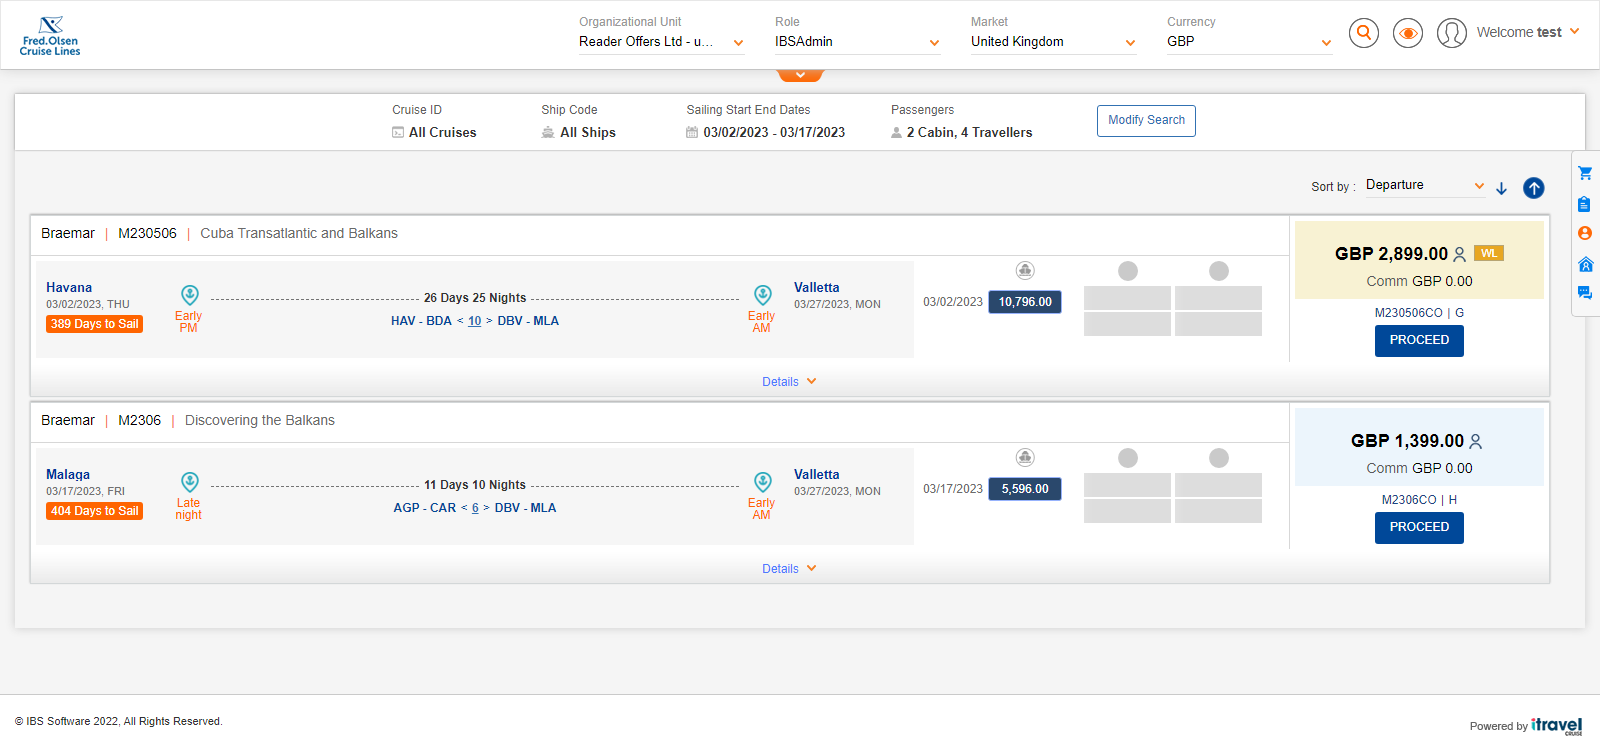 Fred.Olsen
Cruise Lines
Organizational Unit
Reader Offers Ltd - u...
Role
IBSAdmin
Market
United Kingdom
Currency
GBP
Welcome test
Cruise ID
All Cruises
Ship Code
All Ships
Sailing Start End Dates
03/02/2023 - 03/17/2023
Passengers
2 Cabin, 4 Travellers
Modify Search
Sort by :
Departure
Braemar | M230506 | Cuba Transatlantic and Balkans
Havana
03/02/2023, THU
389 Days to Sail
Early
PM
26 Days 25 Nights
HAV - BDA < 10 > DBV - MLA
Early
AM
Valletta
03/27/2023, MON
03/02/2023
10,796.00
GBP 2,899.00 WL
Comm GBP 0.00
M230506CO | G
PROCEED
Details
Braemar | M2306 | Discovering the Balkans
Malaga
03/17/2023, FRI
404 Days to Sail
Late
night
11 Days 10 Nights
AGP - CAR < 6 > DBV - MLA
Early
AM
Valletta
03/27/2023, MON
03/17/2023
5,596.00
GBP 1,399.00
Comm GBP 0.00
M2306CO | H
PROCEED
Details
© IBS Software 2022, All Rights Reserved.
Powered by itravel
CRUISE